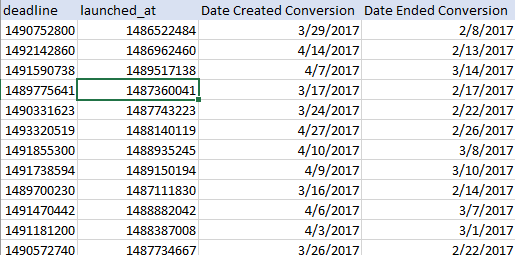 deadline launched_at Date Created Conversion Date Ended Conversion
1490752800 1486522484 3/29/2017 2/8/2017
1492142860 1486962460 4/14/2017 2/13/2017
1491590738 1489517138 4/7/2017 3/14/2017
1489775641 1487360041 3/17/2017 2/17/2017
1490331623 1487743223 3/24/2017 2/22/2017
1493320519 1488140119 4/27/2017 2/26/2017
1491855300 1488935245 4/10/2017 3/8/2017
1491738594 1489150194 4/9/2017 3/10/2017
1489700230 1487111830 3/16/2017 2/14/2017
1491470442 1488882042 4/6/2017 3/7/2017
1491181200 1488387008 4/3/2017 3/1/2017
1490572740 1487734667 3/26/2017 2/22/2017